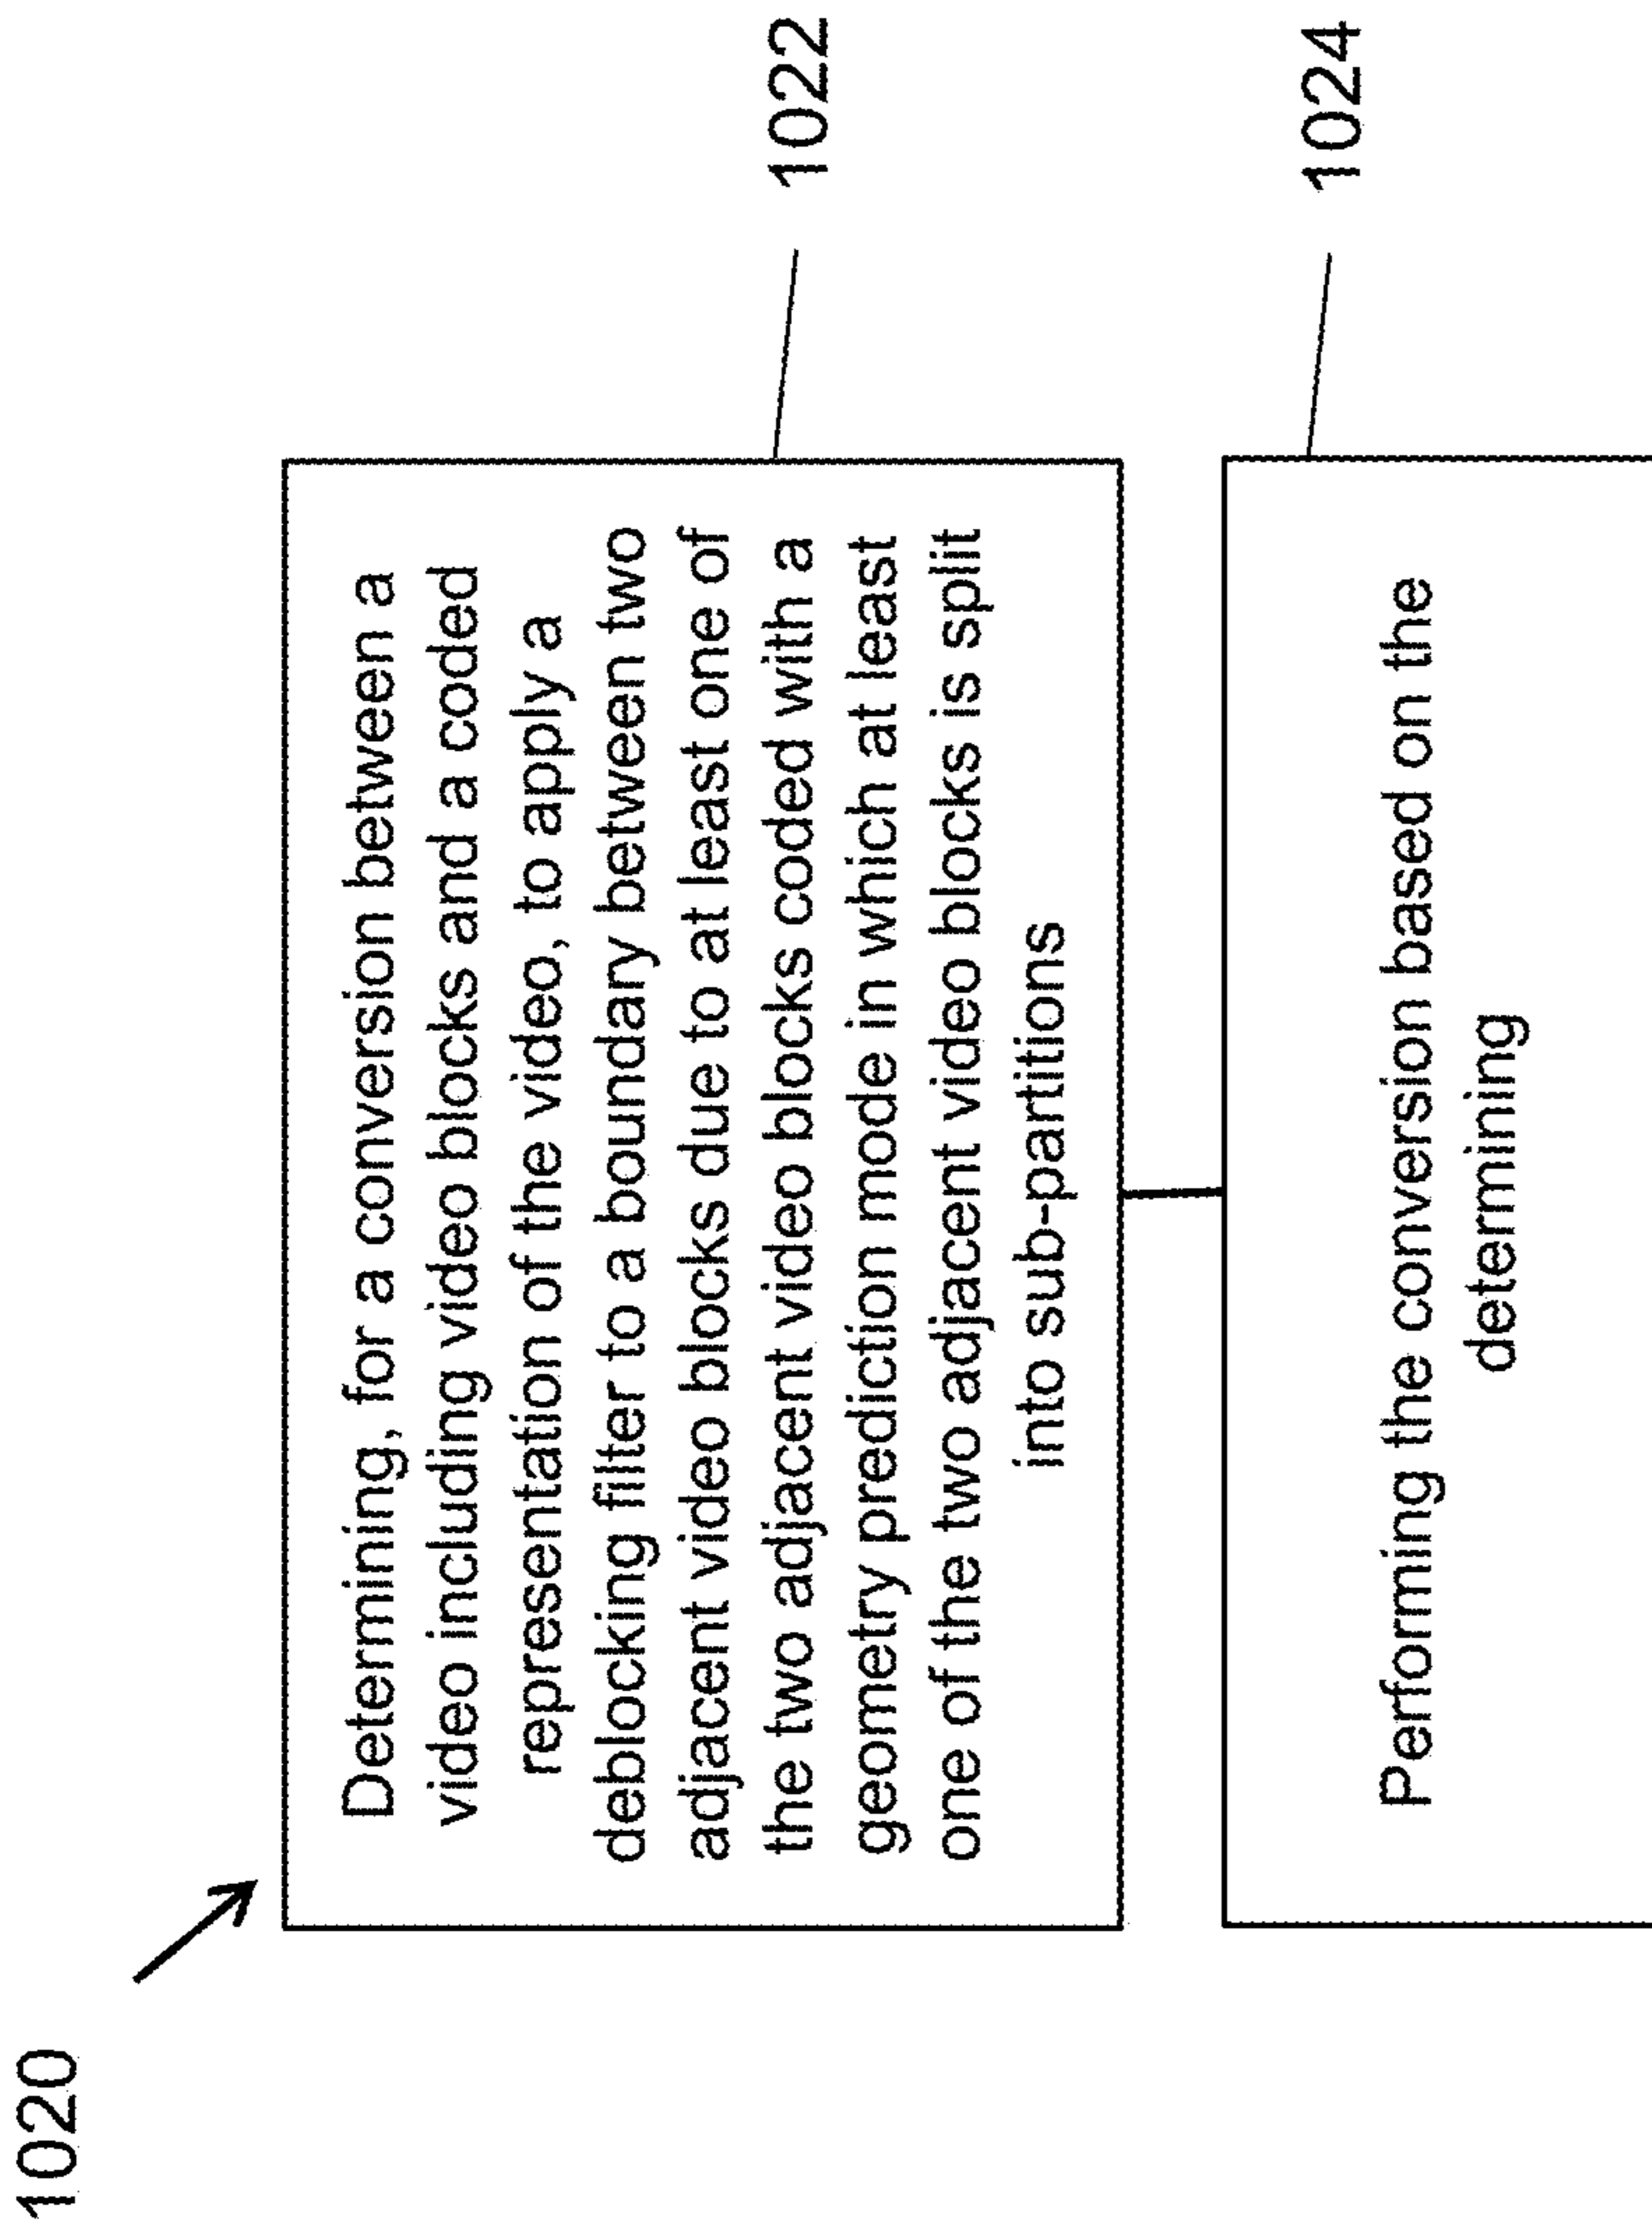 1020
Determining, for a conversion between a
video including video blocks and a coded
representation of the video, to apply a
deblocking filter to a boundary between two
adjacent video blocks due to at least one of
the two adjacent video blocks coded with a
geometry prediction mode in which at least
one of the two adjacent video blocks is split
into sub-partitions
1022
Performing the conversion based on the
determining
1024